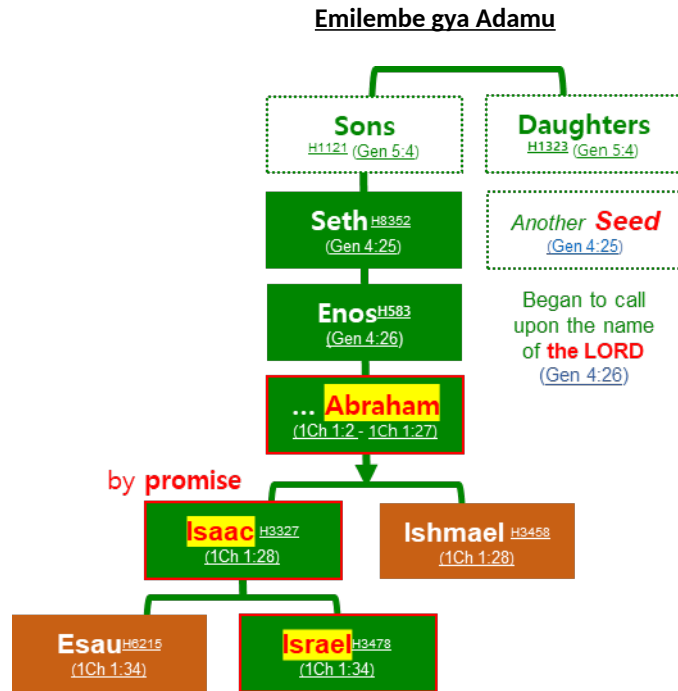 Emilembe gya Adamu
Sons
H1121 (Gen 5:4)
Daughters
H1323 (Gen 5:4)
Seth H8352
(Gen 4:25)
Another Seed
(Gen 4:25)
Enos H583
(Gen 4:26)
Began to call
upon the name
of the LORD
(Gen 4:26)
... Abraham
(1Ch 1:2 - 1Ch 1:27)
by promise
Isaac H3327
(1Ch 1:28)
Ishmael H3458
(1Ch 1:28)
Esau H6215
(1Ch 1:34)
Israel H3478
(1Ch 1:34)